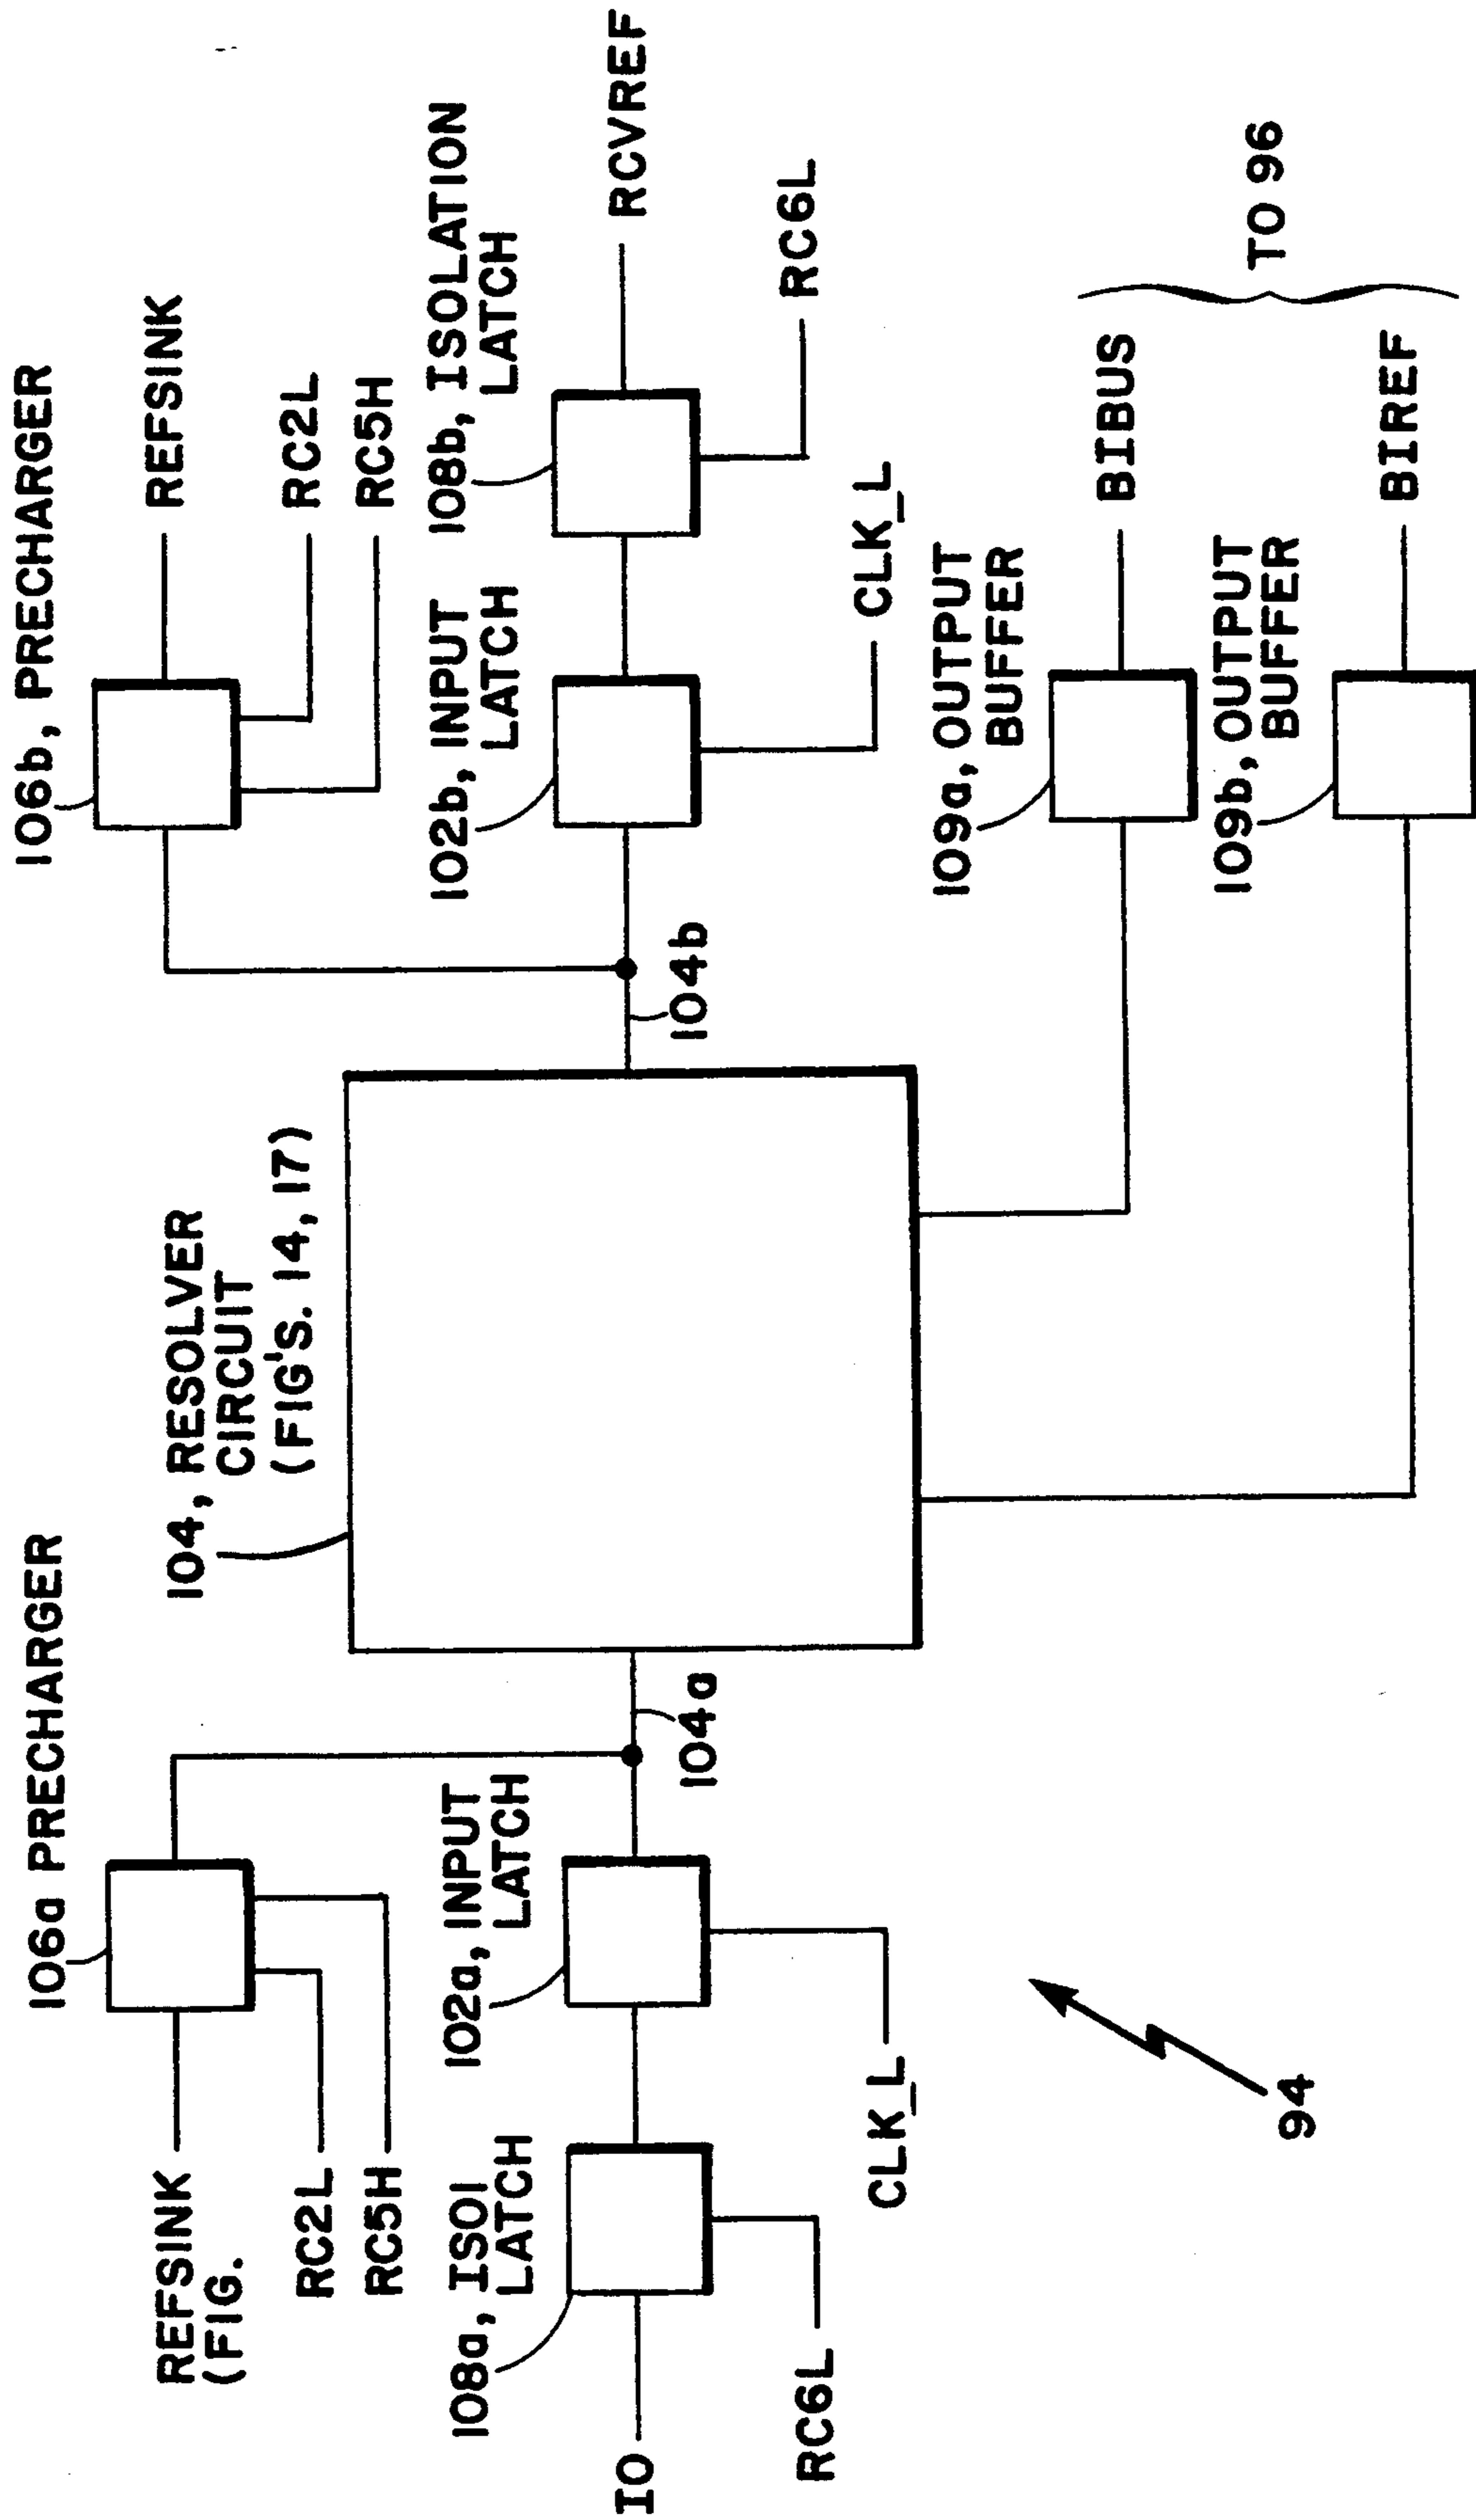 106a PRECHARGER
REFSINK
(FIG.
RC2L
RC5H
108a, ISOl
LATCH
102a, INPUT
LATCH
IO
RC6L
CLK_L
104a
94
104, RESOLVER
CIRCUIT
(FIG'S. 14, 17)
104b
106b, PRECHARGER
REFSINK
RC2L
RC5H
102b, INPUT
LATCH
108b, ISOLATION
LATCH
RCVREF
RC6L
CLK_L
109a, OUTPUT
BUFFER
BIBUS
109b, OUTPUT
BUFFER
BIREF
TO 96